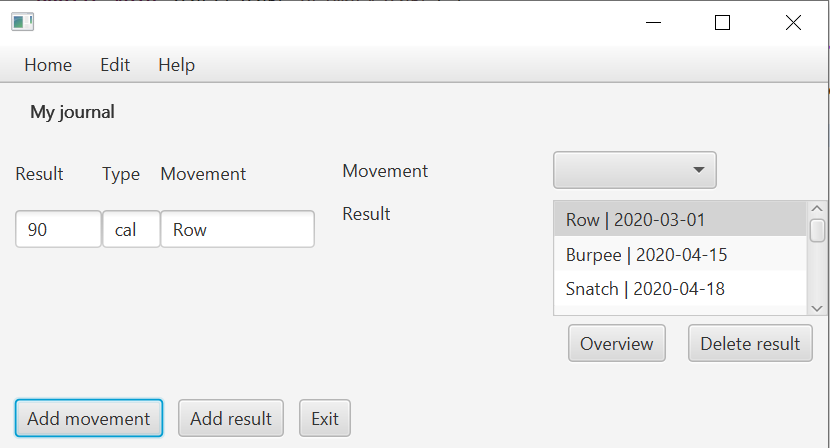 Home Edit Help
My journal
Result Type Movement
90 cal Row
Movement
Result
Row | 2020-03-01
Burpee | 2020-04-15
Snatch | 2020-04-18
Overview Delete result
Add movement Add result Exit